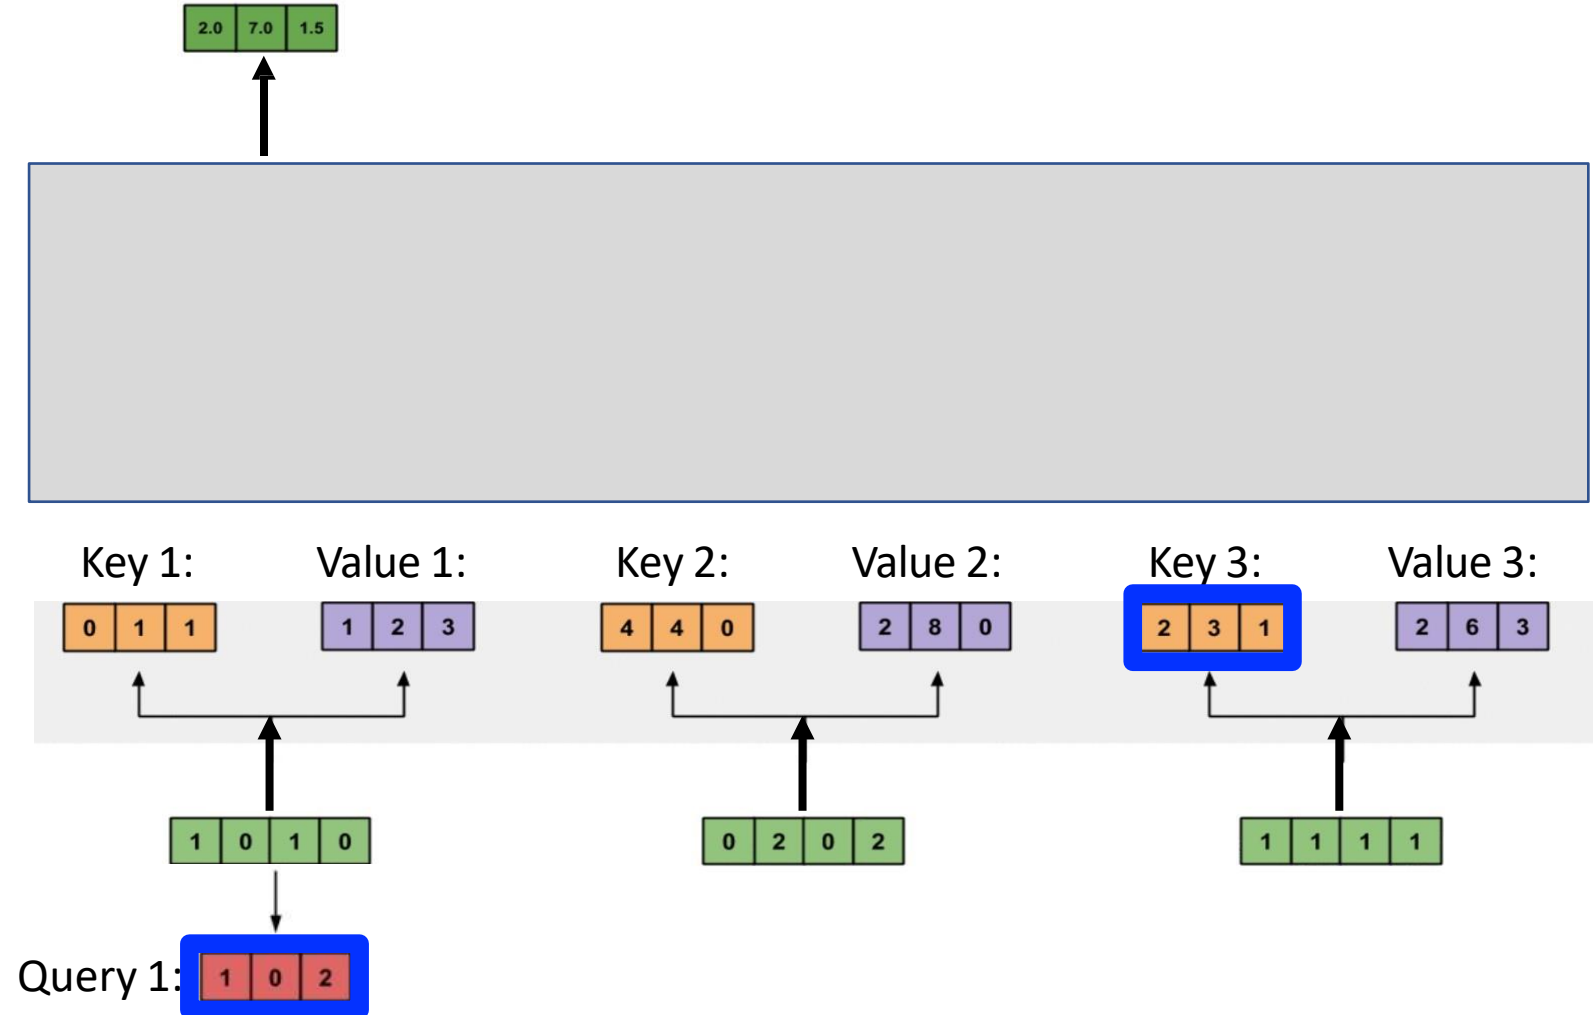 2.0 7.0 1.5
Key 1: Value 1: Key 2: Value 2: Key 3: Value 3:
0 1 1 1 2 3 4 4 0 2 8 0 2 3 1 2 6 3
1 0 1 0 0 2 0 2 1 1 1 1
Query 1: 1 0 2